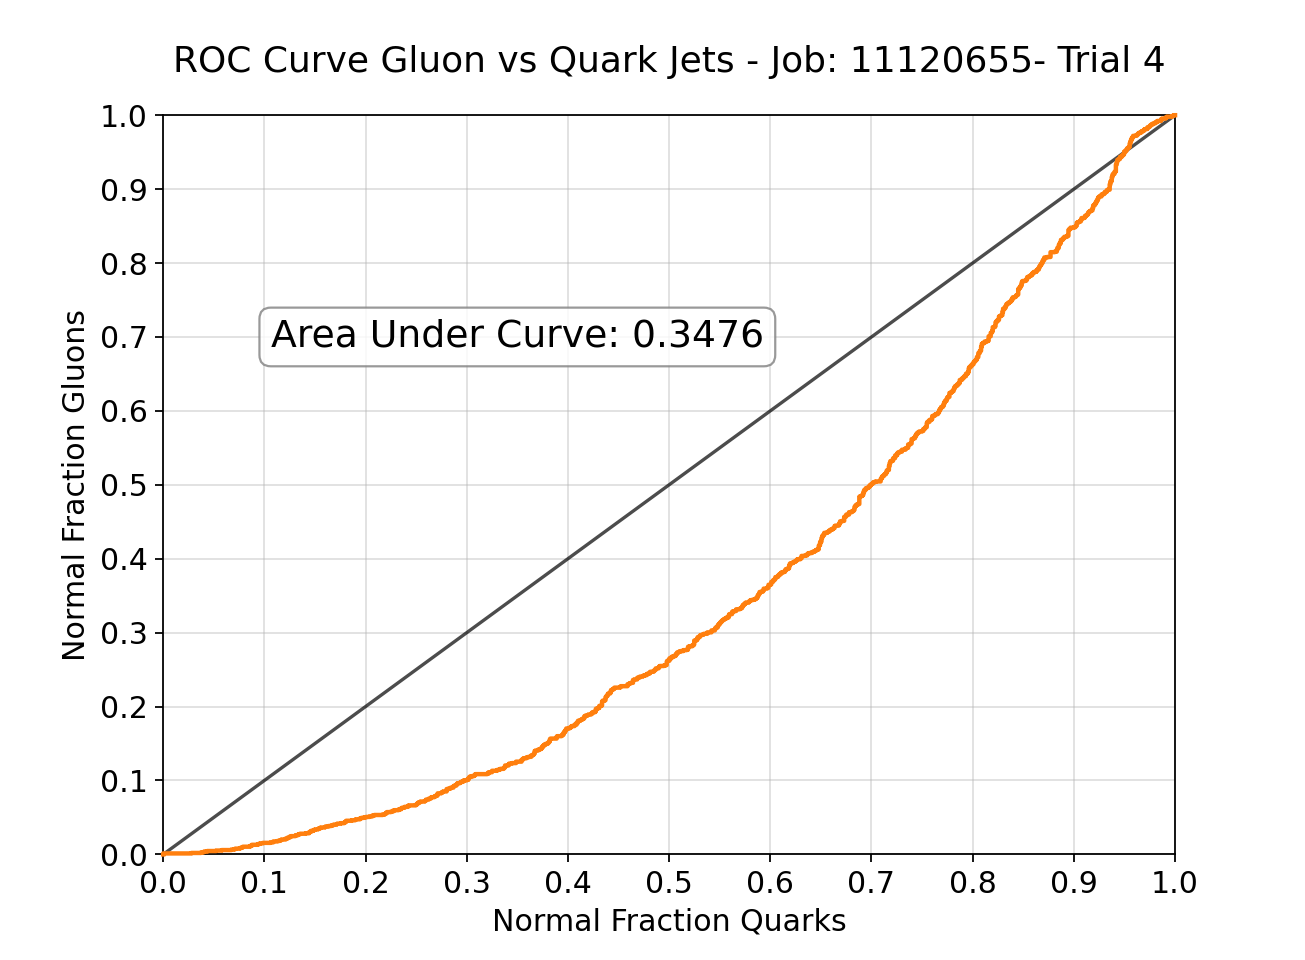 ROC Curve Gluon vs Quark Jets - Job: 11120655- Trial 4
Normal Fraction Gluons
1.0
0.9
0.8
0.7
0.6
0.5
0.4
0.3
0.2
0.1
0.0
Area Under Curve: 0.3476
0.0 0.1 0.2 0.3 0.4 0.5 0.6 0.7 0.8 0.9 1.0
Normal Fraction Quarks